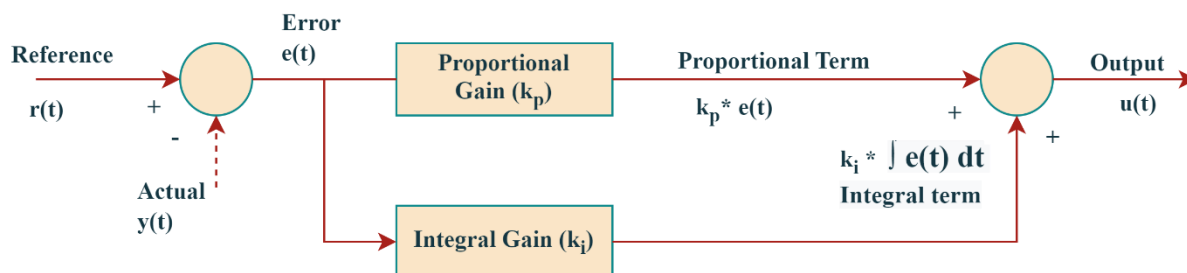 Reference
r(t)
+
-
Actual
y(t)
Error
e(t)
Proportional
Gain (kp)
Proportional Term
kp* e(t)
+
ki * ∫ e(t) dt
Integral term
+
Integral Gain (ki)
Output
u(t)